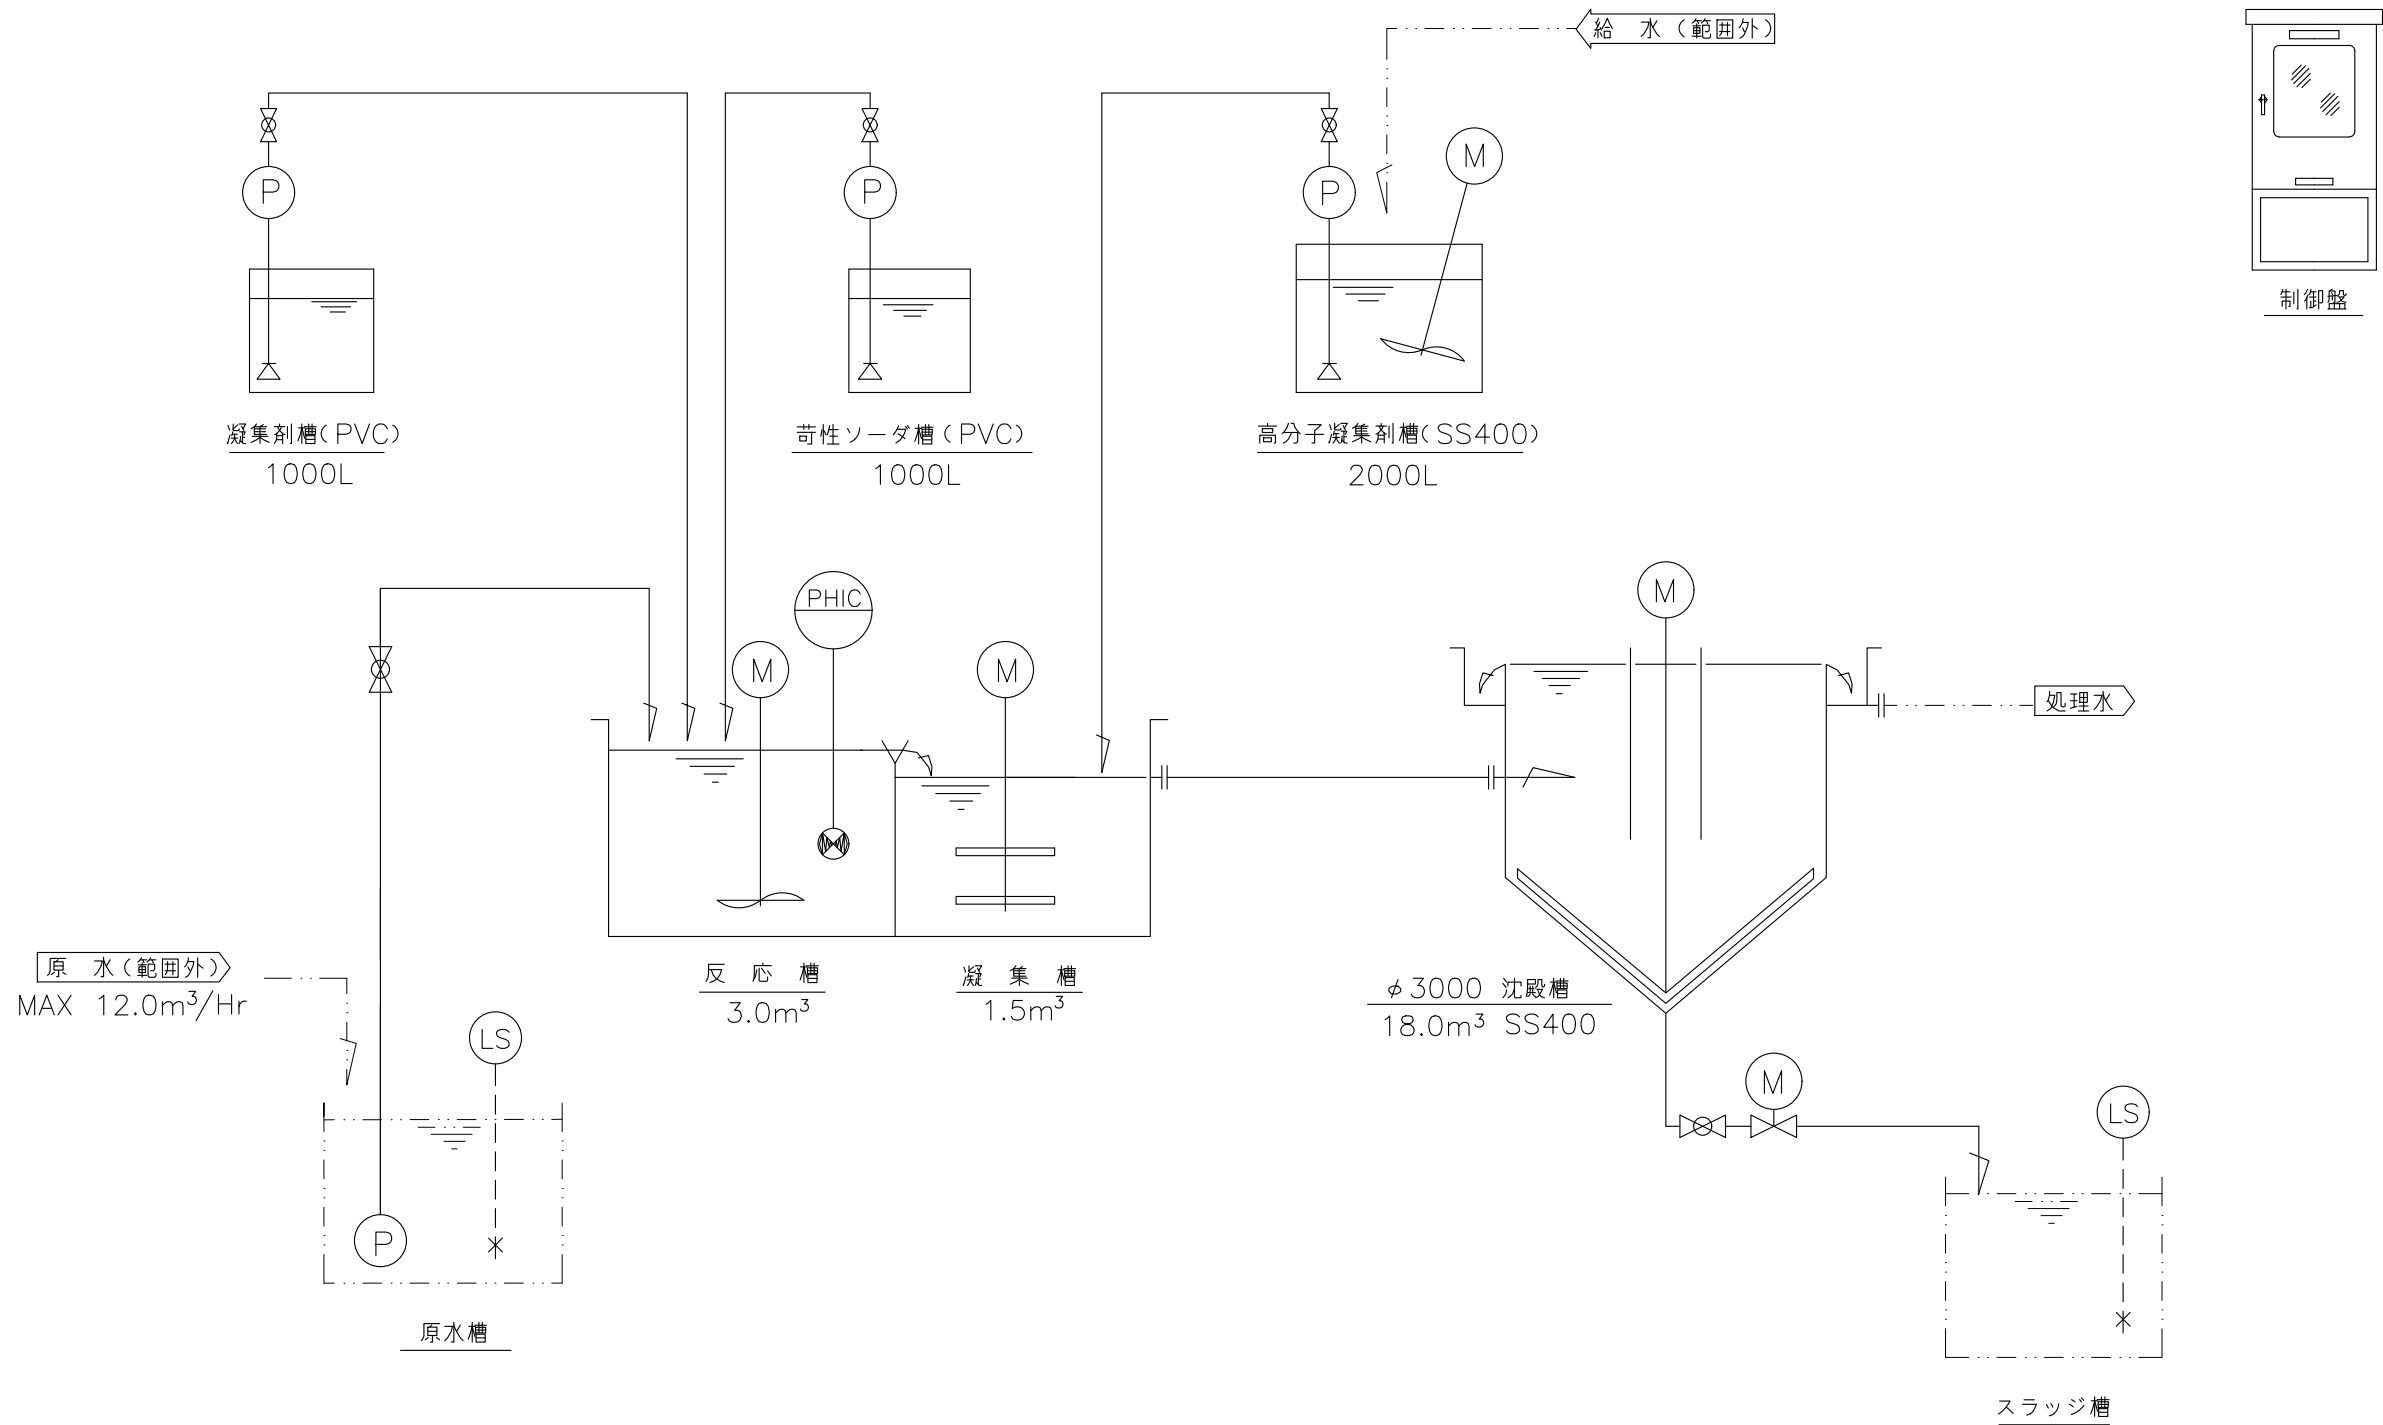 給　水（範囲外）
P
P
P
M
制御盤
凝集剤槽(PVC)
1000L
苛性ソーダ槽(PVC)
1000L
高分子凝集剤槽(SS400)
2000L
PHIC
M
M
M
処理水
原　水(範囲外)
MAX 12.0m³/Hr
反　応　槽
3.0m³
凝　集　槽
1.5m³
φ3000 沈殿槽
18.0m³ SS400
LS
M
LS
P
原水槽
スラッジ槽